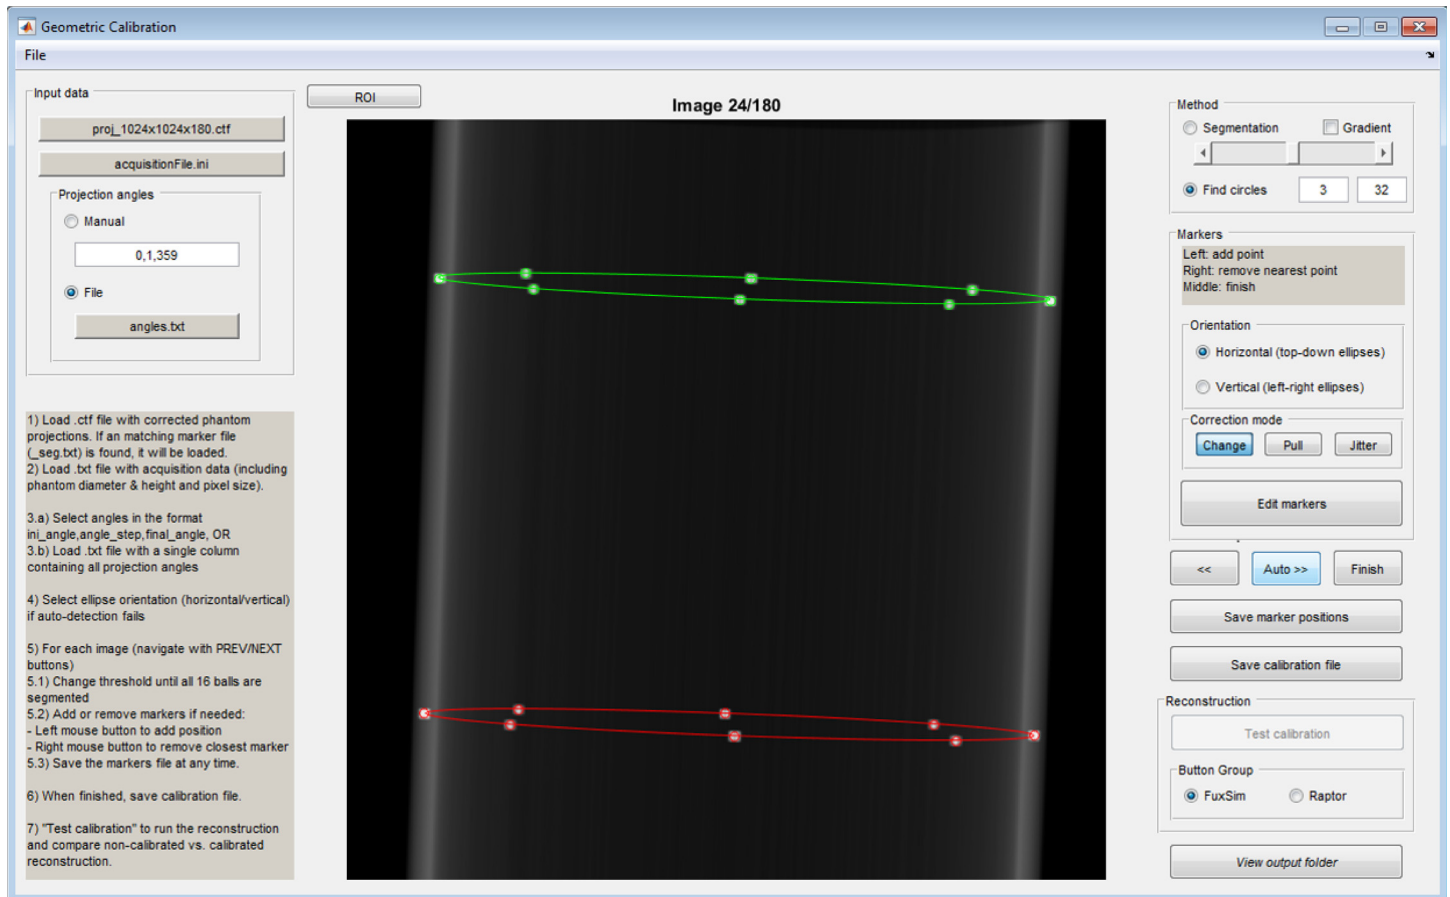 Geometric Calibration
File
Input data
proj_1024x1024x180.ctf
acquisitionFile.ini
Projection angles
Manual
0,1,359
File
angles.txt
1) Load .ctf file with corrected phantom
projections. If an matching marker file
(_seg.txt) is found, it will be loaded.
2) Load .txt file with acquisition data (including
phantom diameter & height and pixel size).
3.a) Select angles in the format
ini_angle,angle_step,final_angle, OR
3.b) Load .txt file with a single column
containing all projection angles
4) Select ellipse orientation (horizontal/vertical)
if auto-detection fails
5) For each image (navigate with PREV/NEXT
buttons)
5.1) Change threshold until all 16 balls are
segmented
5.2) Add or remove markers if needed:
- Left mouse button to add position
- Right mouse button to remove closest marker
5.3) Save the markers file at any time.
6) When finished, save calibration file.
7) "Test calibration" to run the reconstruction
and compare non-calibrated vs. calibrated
reconstruction.
ROI
Image 24/180
Method
Segmentation Gradient
Find circles 3 32
Markers
Left: add point
Right: remove nearest point
Middle: finish
Orientation
Horizontal (top-down ellipses)
Vertical (left-right ellipses)
Correction mode
Change Pull Jitter
Edit markers
<< Auto >> Finish
Save marker positions
Save calibration file
Reconstruction
Test calibration
Button Group
FuxSim Raptor
View output folder